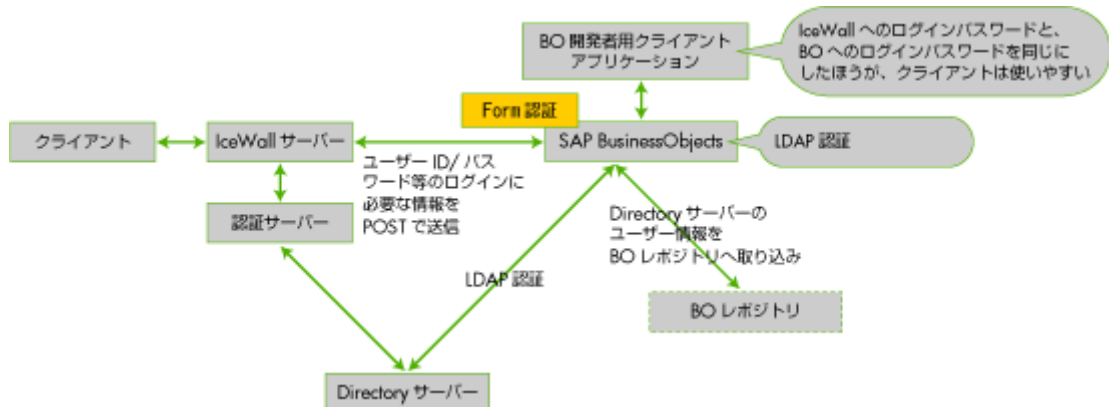 BO 開発者用クライアント
アプリケーション
IceWall へのログインパスワードと、
BO へのログインパスワードを同じに
したほうが、クライアントは使いやすい
Form 認証
クライアント
IceWall サーバー
SAP BusinessObjects
LDAP 認証
ユーザー ID/ パス
ワード等のログインに
必要な情報を
POST で送信
認証サーバー
Directory サーバーの
ユーザー情報を
BO レポジトリへ取り込み
LDAP 認証
BO レポジトリ
Directory サーバー